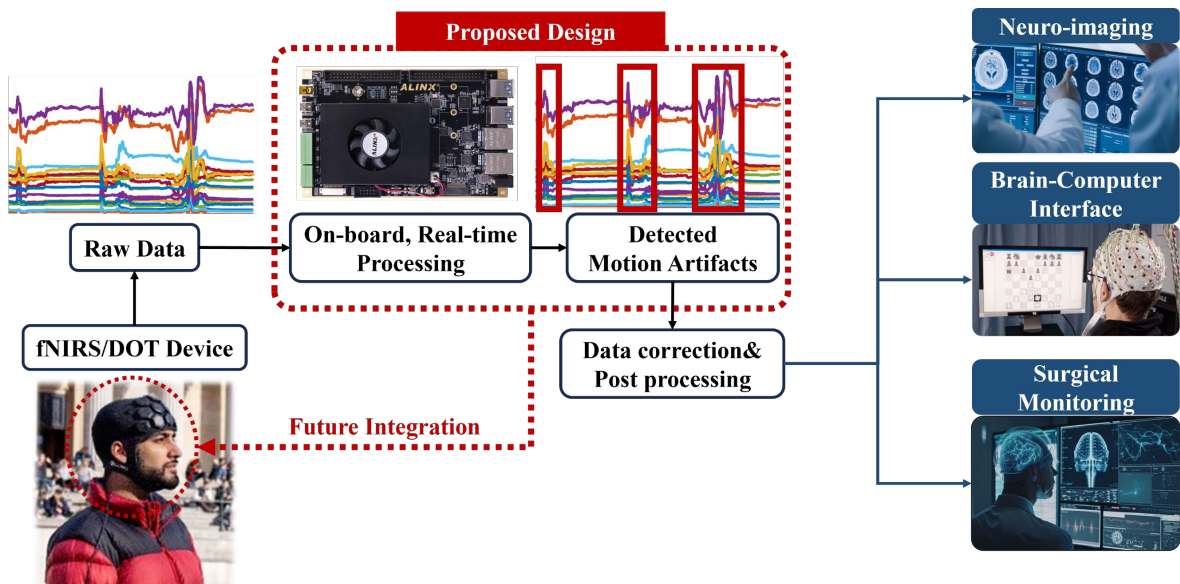 Proposed Design
ALINX
Raw Data
On-board, Real-time
Processing
Detected
Motion Artifacts
fNIRS/DOT Device
Data correction&
Post processing
Future Integration
Neuro-imaging
Brain-Computer
Interface
Surgical
Monitoring